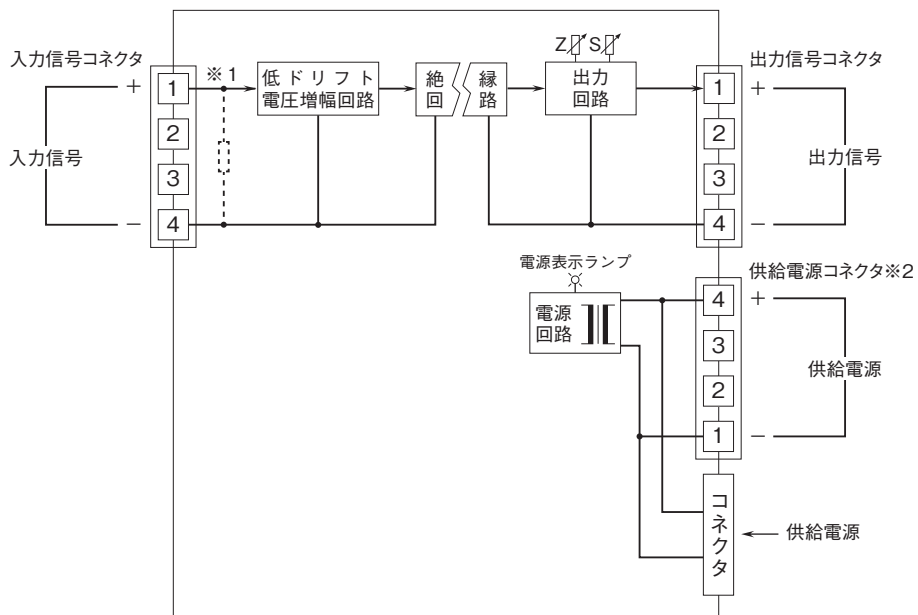 入力信号コネクタ
+
1
2
3
4
−
入力信号
※1
低ドリフト
電圧増幅回路
絶縁
回路
Z S
出力
回路
出力信号コネクタ
1
2
3
4
+
−
出力信号
電源表示ランプ
電源
回路
供給電源コネクタ※2
4
3
2
1
+
−
供給電源
コネクタ
供給電源